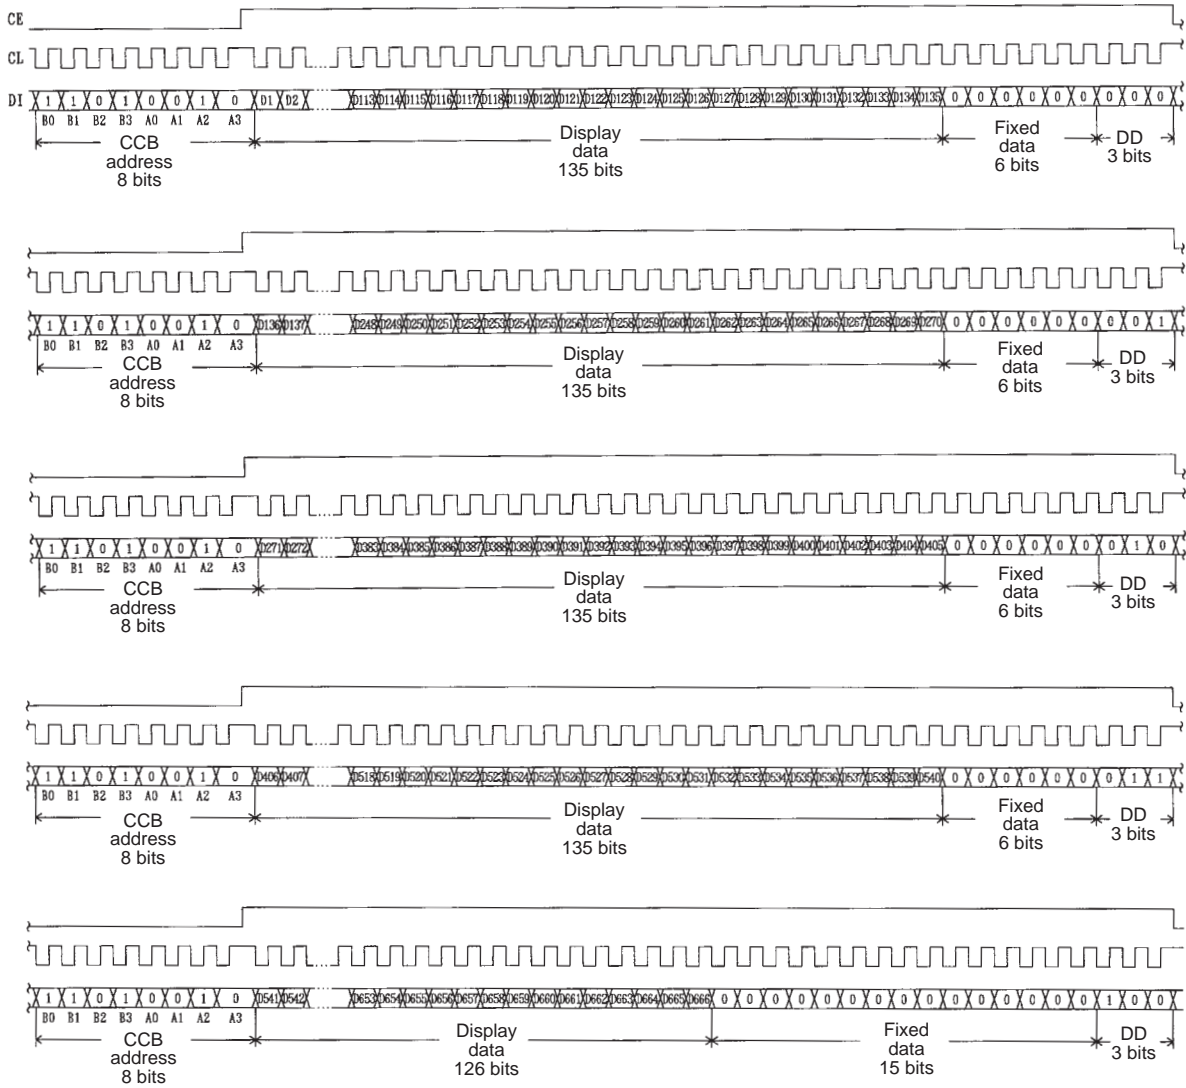 CE
CL
DI 1 1 0 1 0 0 1 0 D1 D2 D113 D114 D115 D116 D117 D118 D119 D120 D121 D122 D123 D124 D125 D126 D127 D128 D129 D130 D131 D132 D133 D134 D135 0 0 0 0 0 0 0 0 0
B0 B1 B2 B3 A0 A1 A2 A3
CCB address 8 bits
Display data 135 bits
Fixed data 6 bits
DD 3 bits
1 1 0 1 0 0 1 0 D136 D137 D248 D249 D250 D251 D252 D253 D254 D255 D256 D257 D258 D259 D260 D261 D262 D263 D264 D265 D266 D267 D268 D269 D270 0 0 0 0 0 0 0 0 1
B0 B1 B2 B3 A0 A1 A2 A3
CCB address 8 bits
Display data 135 bits
Fixed data 6 bits
DD 3 bits
1 1 0 1 0 0 1 0 D271 D272 D383 D384 D385 D386 D387 D388 D389 D390 D391 D392 D393 D394 D395 D396 D397 D398 D399 D400 D401 D402 D403 D404 D405 0 0 0 0 0 0 0 1 0
B0 B1 B2 B3 A0 A1 A2 A3
CCB address 8 bits
Display data 135 bits
Fixed data 6 bits
DD 3 bits
1 1 0 1 0 0 1 0 D406 D407 D518 D519 D520 D521 D522 D523 D524 D525 D526 D527 D528 D529 D530 D531 D532 D533 D534 D535 D536 D537 D538 D539 D540 0 0 0 0 0 0 0 1 1
B0 B1 B2 B3 A0 A1 A2 A3
CCB address 8 bits
Display data 135 bits
Fixed data 6 bits
DD 3 bits
1 1 0 1 0 0 1 0 D541 D542 D653 D654 D655 D656 D657 D658 D659 D660 D661 D662 D663 D664 D665 D666 0 0 0 0 0 0 0 0 0 0 0 0 0 0 0 1 0 0
B0 B1 B2 B3 A0 A1 A2 A3
CCB address 8 bits
Display data 126 bits
Fixed data 15 bits
DD 3 bits